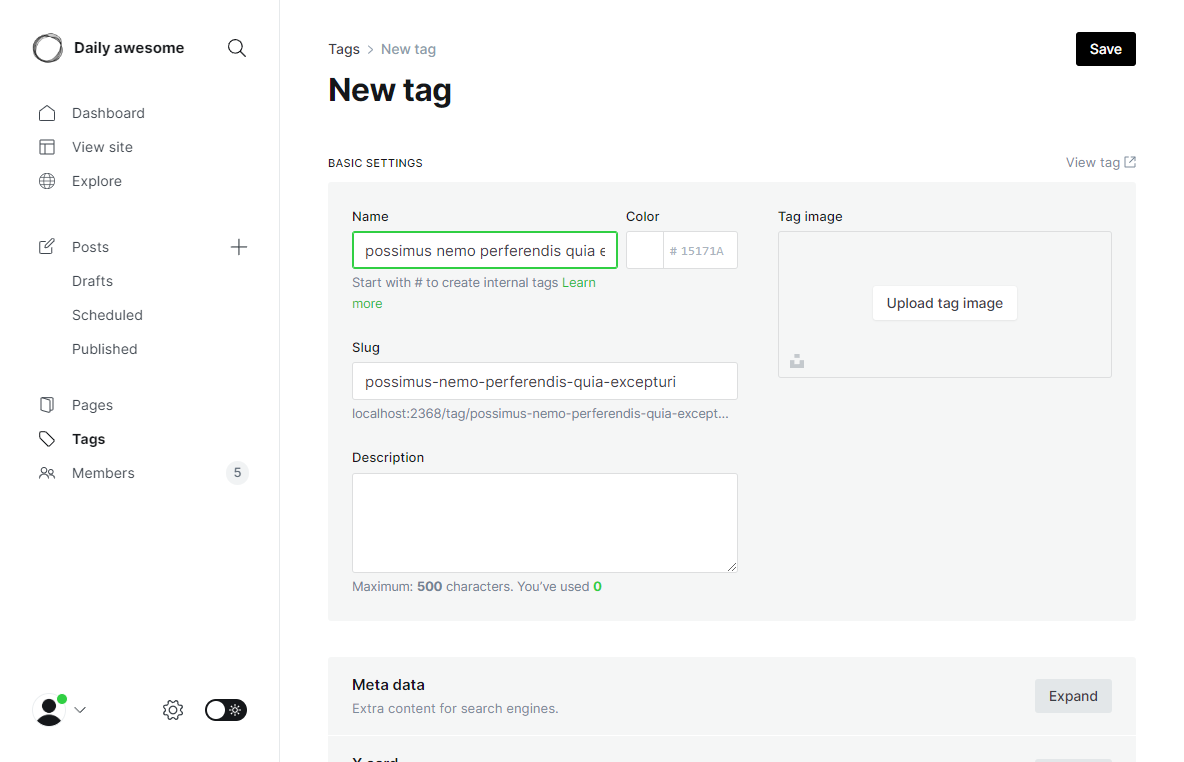 Daily awesome
Dashboard
View site
Explore
Posts
Drafts
Scheduled
Published
Pages
Tags
Members
5
Tags
New tag
Save
New tag
BASIC SETTINGS
View tag
Name
possimus nemo perferendis quia e
Start with # to create internal tags Learn
more
Color
# 15171A
Slug
possimus-nemo-perferendis-quia-excepturi
localhost:2368/tag/possimus-nemo-perferendis-quia-except...
Description
Maximum: 500 characters. You've used 0
Tag image
Upload tag image
Meta data
Extra content for search engines.
Expand
X card